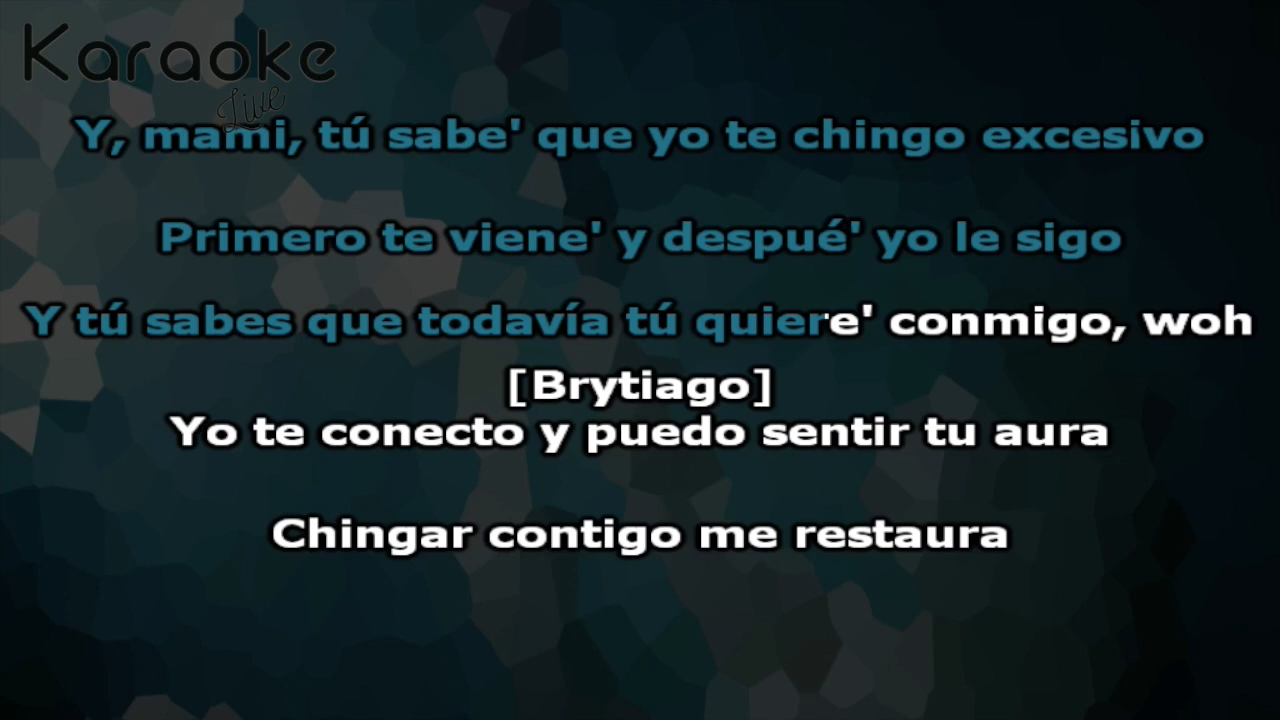 Karaoke
Live
Y, mami, tú sabe' que yo te chingo excesivo
Primero te viene' y despué' yo le sigo
Y tú sabes que todavía tú quiere' conmigo, woh
[Brytiago]
Yo te conecto y puedo sentir tu aura
Chingar contigo me restaura